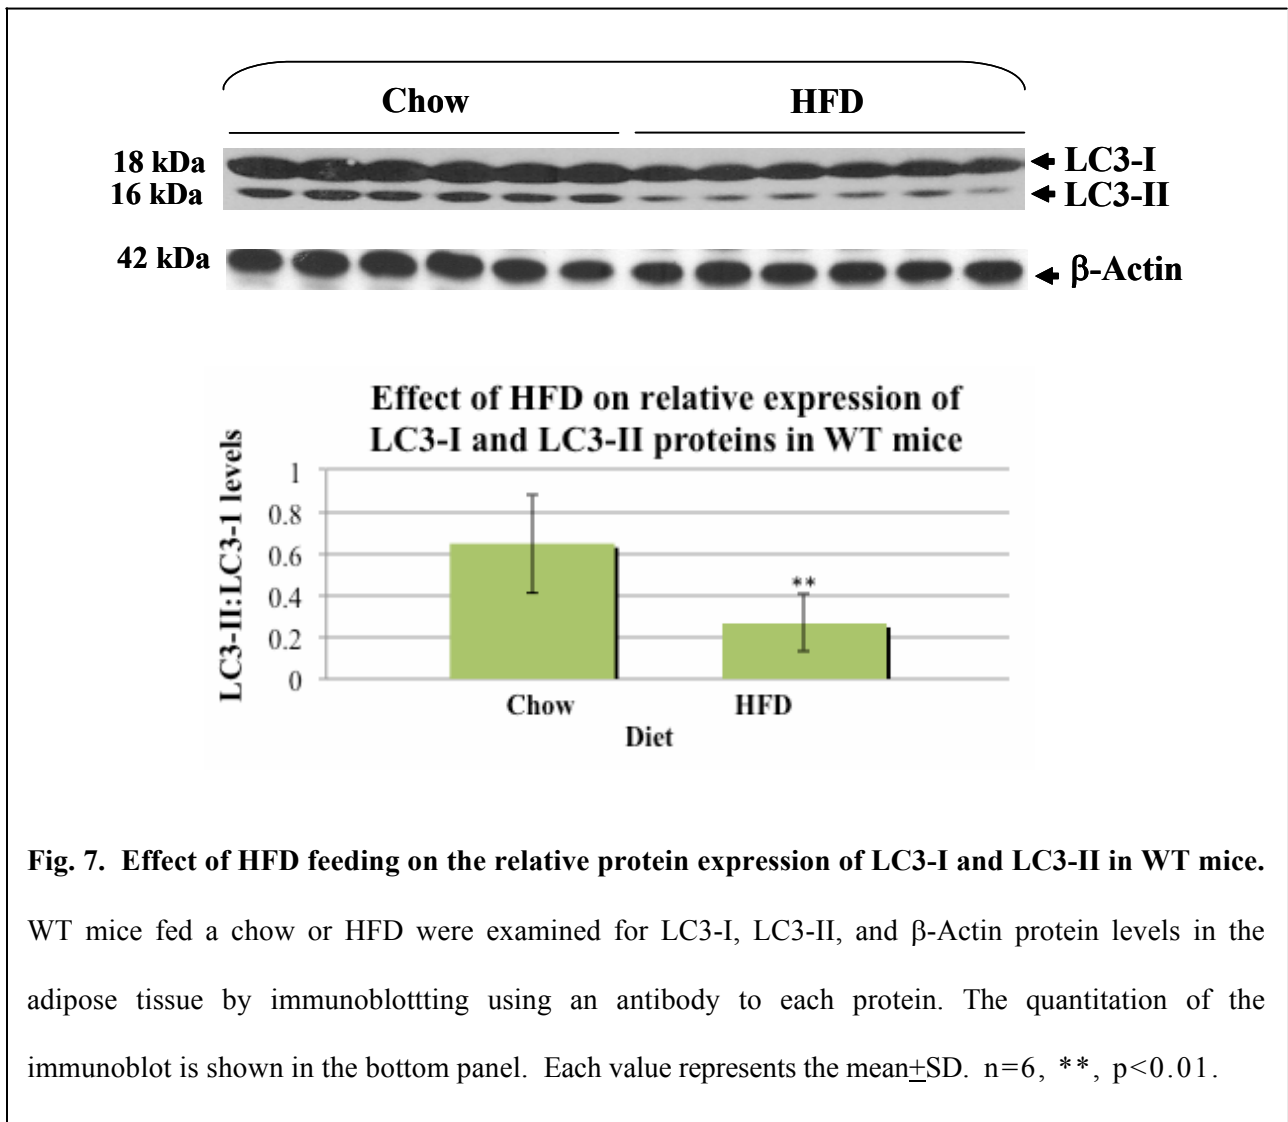 Chow HFD
18 kDa LC3-I
16 kDa LC3-II
42 kDa β-Actin
Effect of HFD on relative expression of
LC3-I and LC3-II proteins in WT mice
LC3-II:LC3-1 levels
1
0.8
0.6
0.4
0.2
0
**
Chow HFD
Diet
Fig. 7. Effect of HFD feeding on the relative protein expression of LC3-I and LC3-II in WT mice.
WT mice fed a chow or HFD were examined for LC3-I, LC3-II, and β-Actin protein levels in the
adipose tissue by immunoblottting using an antibody to each protein. The quantitation of the
immunoblot is shown in the bottom panel. Each value represents the mean±SD. n=6, **, p<0.01.